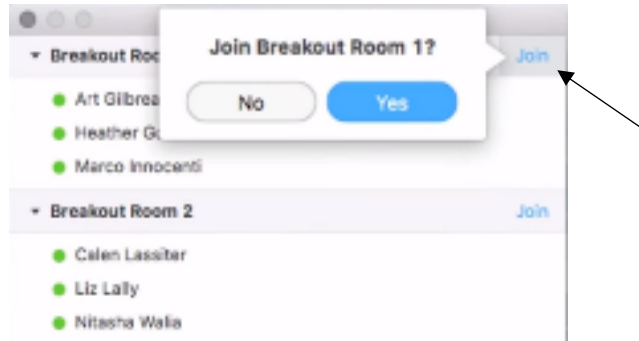 Join Breakout Room 1?
No Yes
Breakout Roo Join
Art Gilbrea
Heather Go
Marco Innocenti
Breakout Room 2 Join
Calen Lassiter
Liz Lally
Nitasha Walia